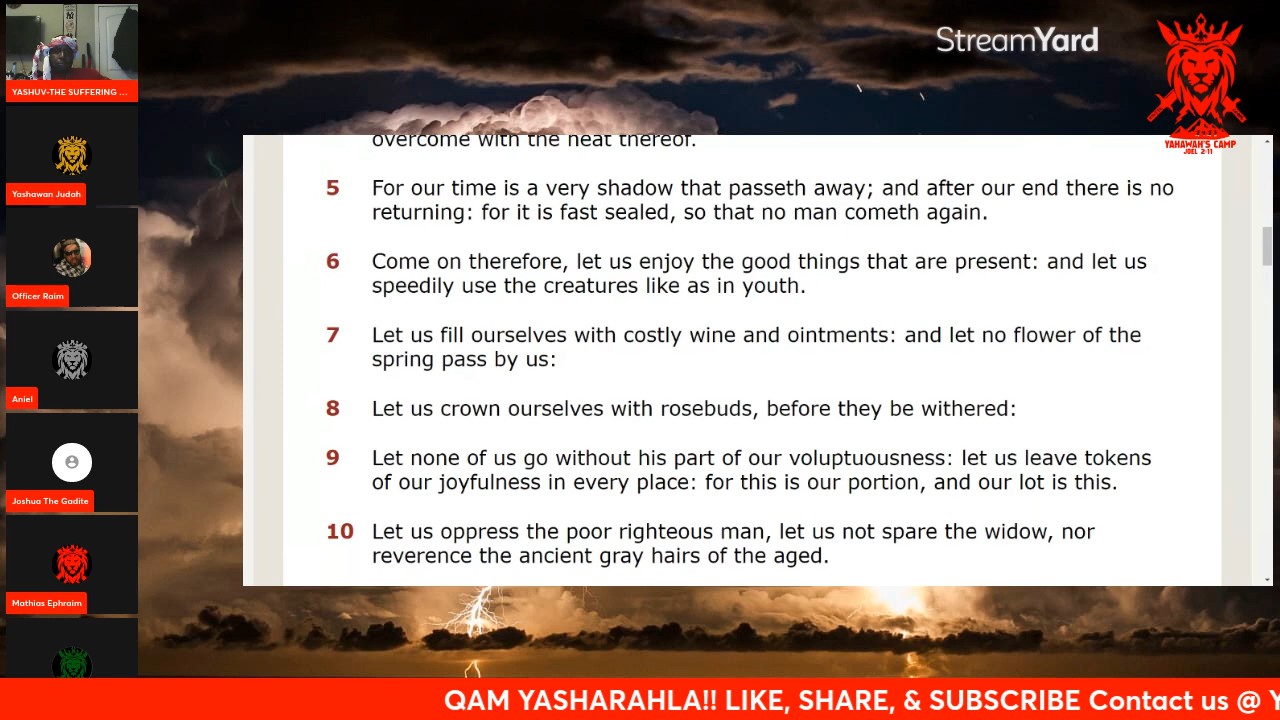 StreamYard
YAHAWAH'S CAMP
JOEL 2:11
YASHUV-THE SUFFERING ...
Yashawan Judah
Officer Raim
Aniel
Joshua The Gadite
Mathias Ephraim
overcome with the heat thereof.
5 For our time is a very shadow that passeth away; and after our end there is no
returning: for it is fast sealed, so that no man cometh again.
6 Come on therefore, let us enjoy the good things that are present: and let us
speedily use the creatures like as in youth.
7 Let us fill ourselves with costly wine and ointments: and let no flower of the
spring pass by us:
8 Let us crown ourselves with rosebuds, before they be withered:
9 Let none of us go without his part of our voluptuousness: let us leave tokens
of our joyfulness in every place: for this is our portion, and our lot is this.
10 Let us oppress the poor righteous man, let us not spare the widow, nor
reverence the ancient gray hairs of the aged.
QAM YASHARAHLA!! LIKE, SHARE, & SUBSCRIBE Contact us @ Y